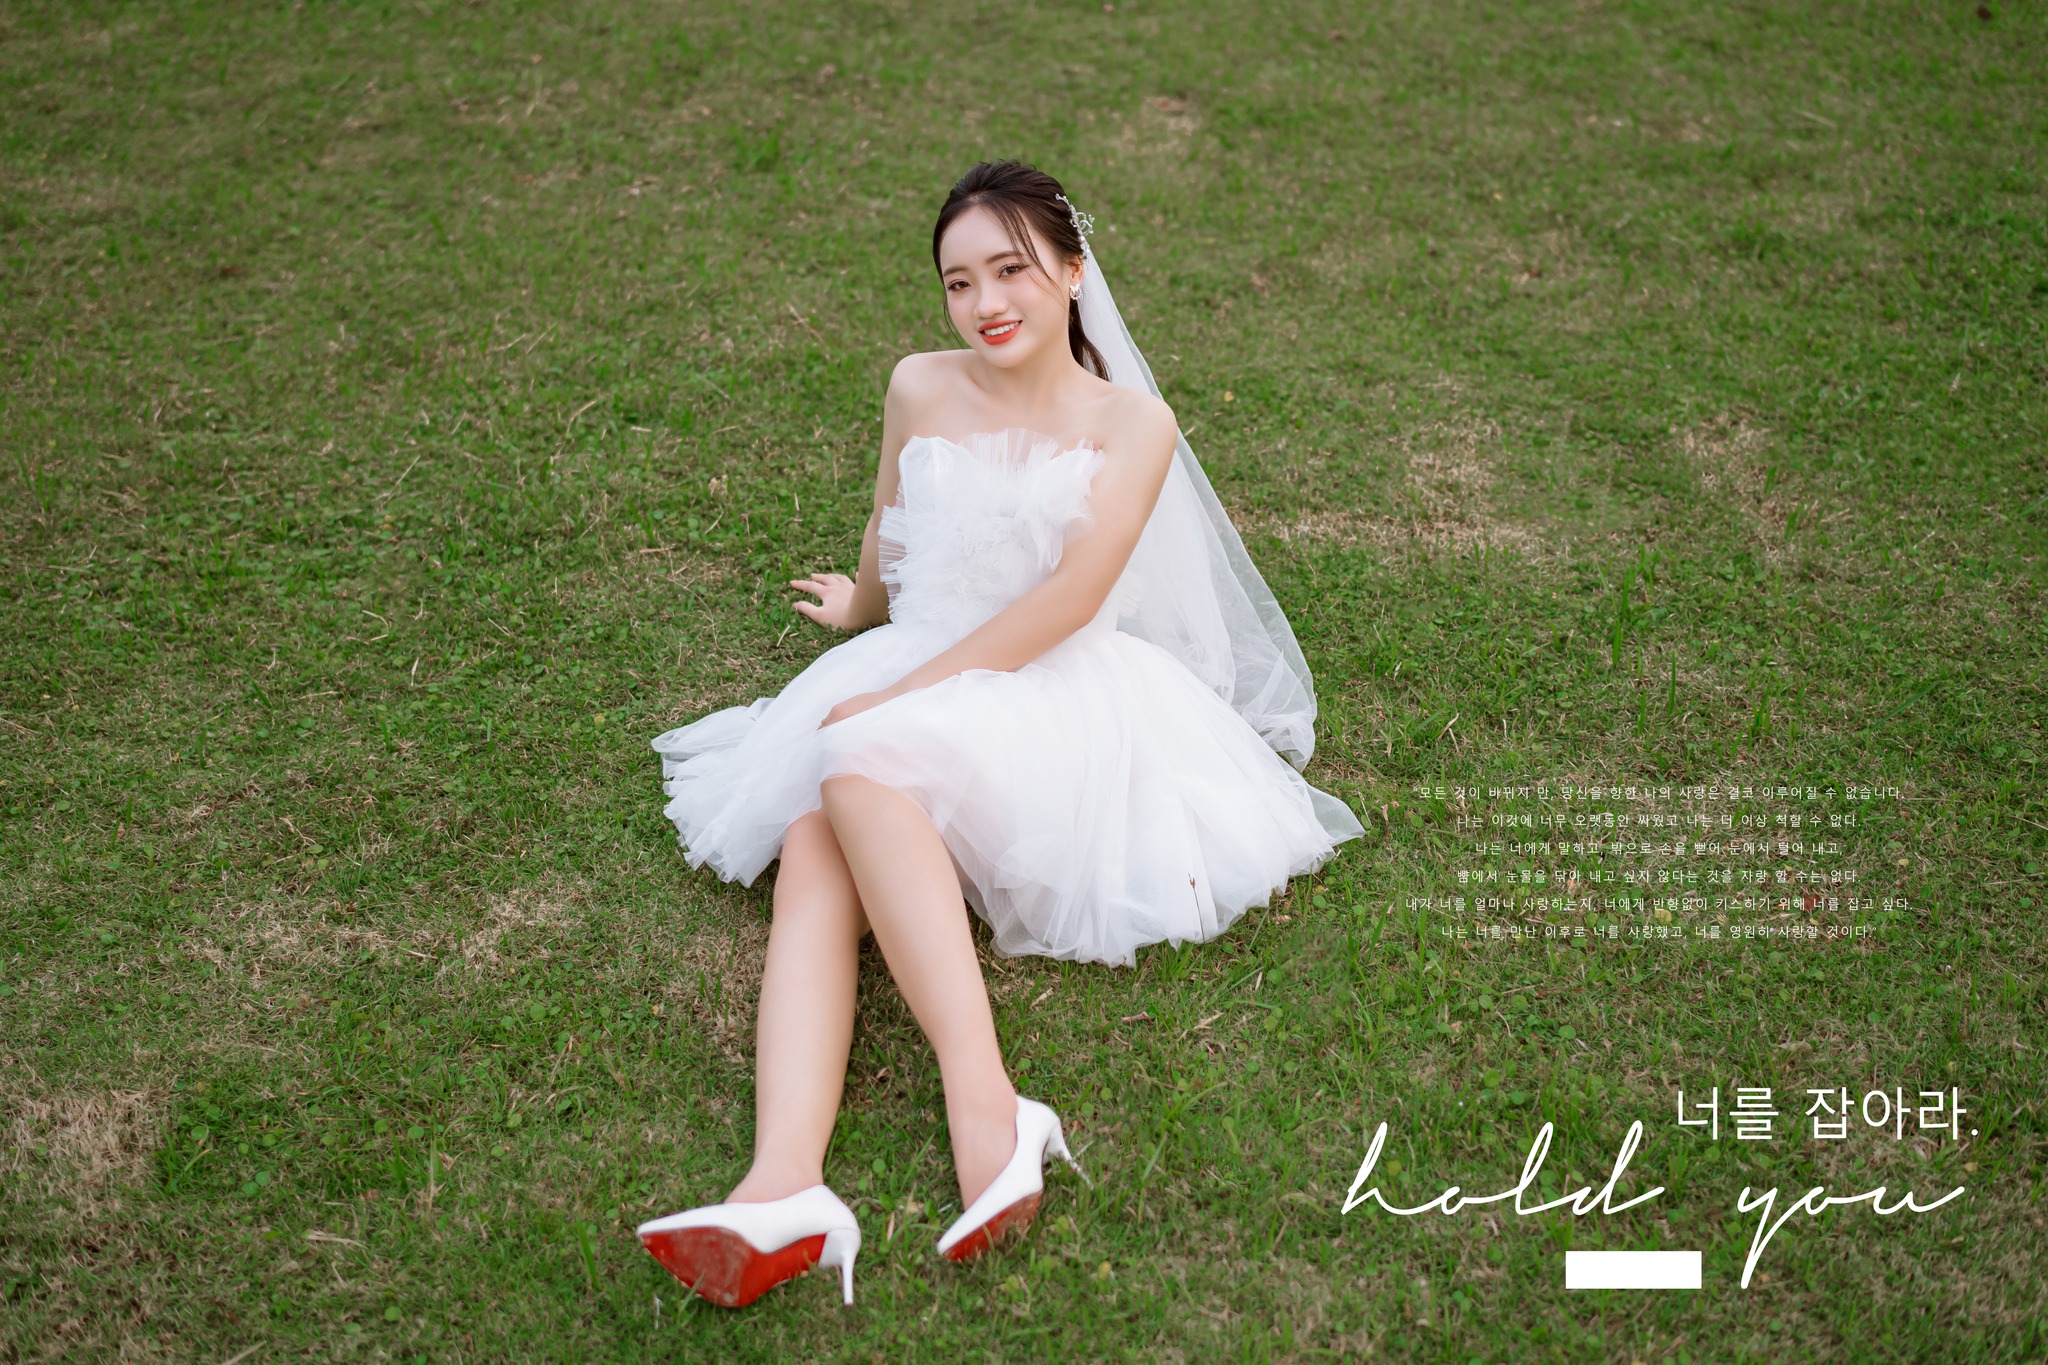 "모든 것이 바뀌지 만, 당신을 향한 나의 사랑은 결코 이루어질 수 없습니다.
나는 이것에 너무 오랫동안 싸웠고 나는 더 이상 척할 수 없다.
나는 너에게 말하고, 밖으로 손을 뻗어 눈에서 털어 내고,
뺨에서 눈물을 닦아 내고 싶지 않다는 것을 자랑 할 수는 없다.
내가 너를 얼마나 사랑하는지, 너에게 반항없이 키스하기 위해 너를 잡고 싶다.
나는 너를 만난 이후로 너를 사랑했고, 너를 영원히 사랑할 것이다."
너를 잡아라.
hold you